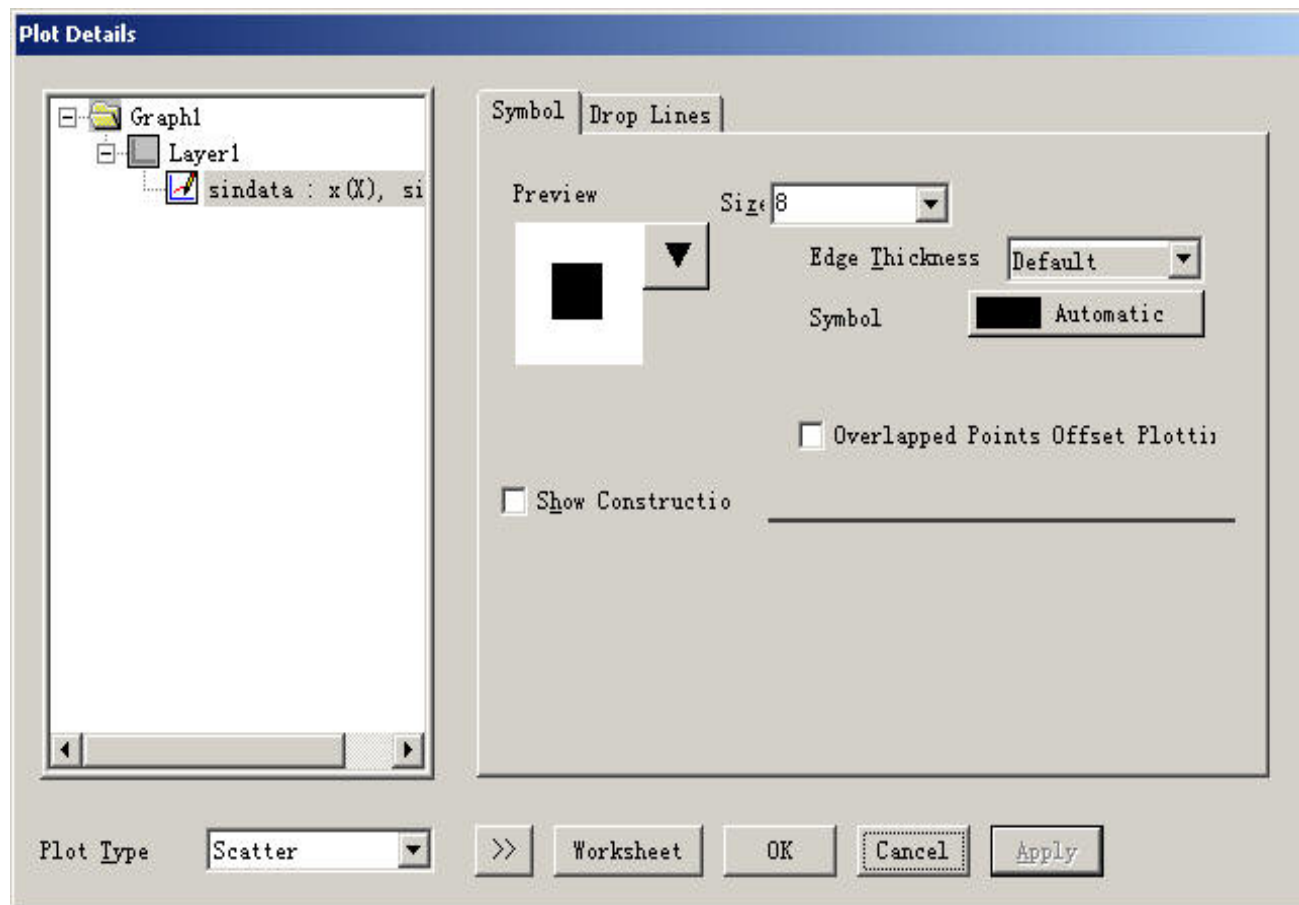 Plot Details
Graph1
Layer1
sindata : x(X), si
Symbol
Drop Lines
Preview
Size
8
Edge Thickness
Default
Symbol
Automatic
Overlapped Points Offset Plotti
Show Constructio
Plot Type
Scatter
>>
Worksheet
OK
Cancel
Apply